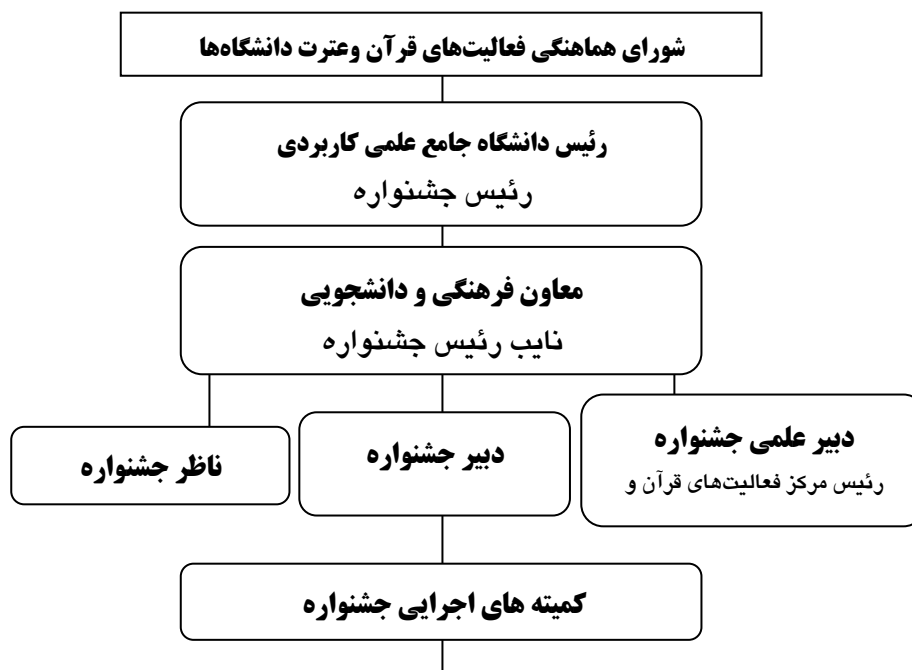 شورای هماهنگی فعالیت‌های قرآن وعترت دانشگاه‌ها
رئیس دانشگاه جامع علمی کاربردی
رئیس جشنواره
معاون فرهنگی و دانشجویی
نایب رئیس جشنواره
دبیر علمی جشنواره
رئیس مرکز فعالیت‌های قرآن و
دبیر جشنواره
ناظر جشنواره
کمیته های اجرایی جشنواره